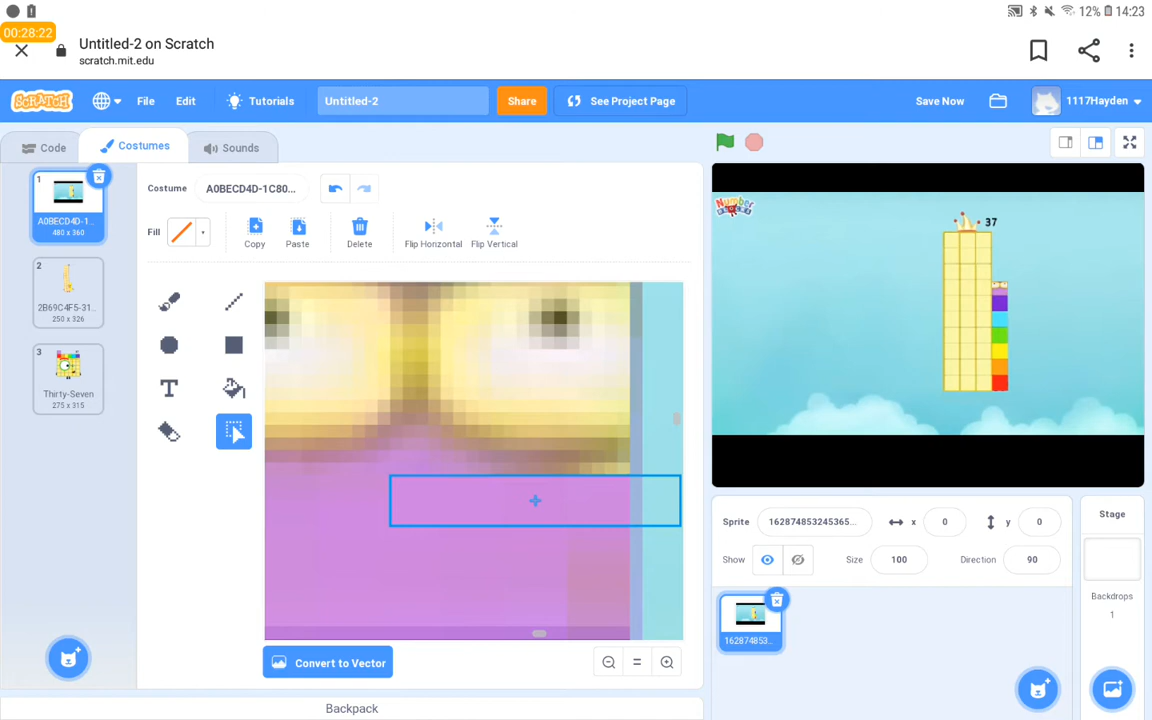 12% 14:23
00:28:22
Untitled-2 on Scratch
scratch.mit.edu
SCRATCH
File
Edit
Tutorials
Untitled-2
Share
See Project Page
Save Now
1117Hayden
Code
Costumes
Sounds
1
A0BECD4D-1...
480 x 360
2
2B69C4F5-31...
250 x 326
3
Thirty-Seven
275 x 315
Costume
A0BECD4D-1C80...
Fill
Copy
Paste
Delete
Flip Horizontal
Flip Vertical
T
Convert to Vector
Backpack
Number
Blocks
37
Sprite
162874853245365...
x
0
y
0
Show
Size
100
Direction
90
162874853...
Stage
Backdrops
1